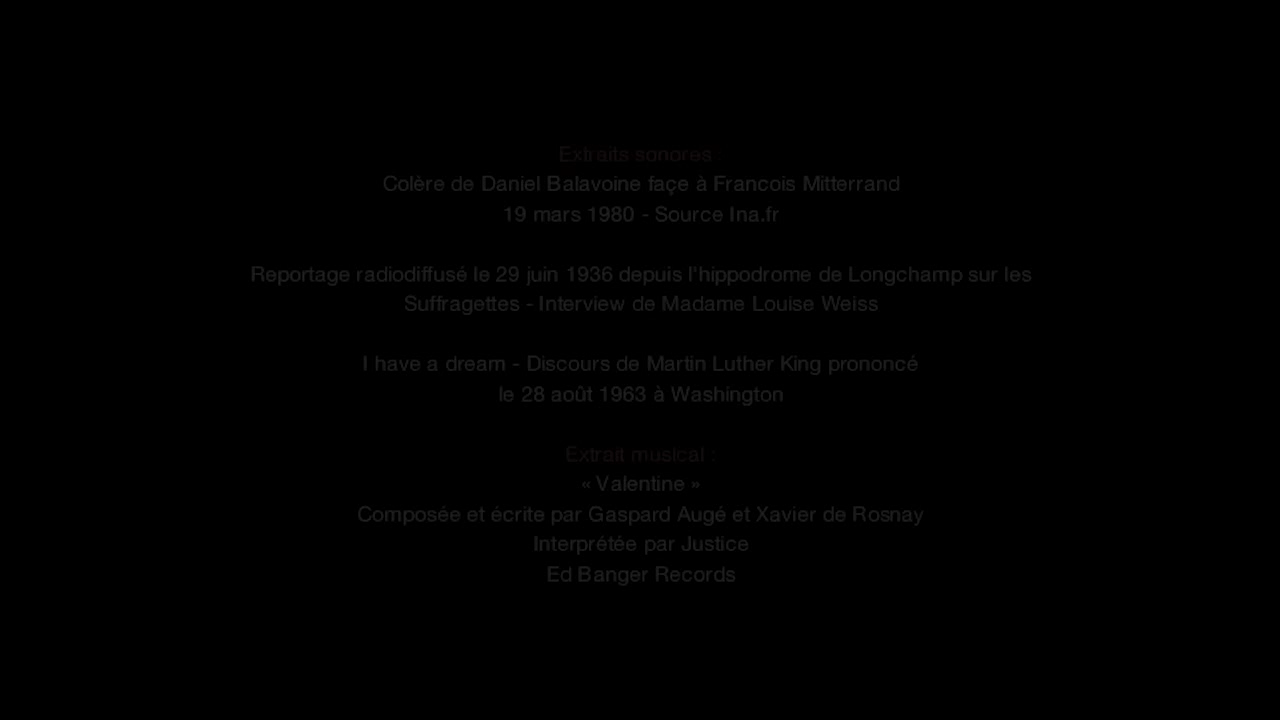 Extraits sonores :
Colère de Daniel Balavoine façe à Francois Mitterrand
19 mars 1980 - Source Ina.fr
Reportage radiodiffusé le 29 juin 1936 depuis l'hippodrome de Longchamp sur les
Suffragettes - Interview de Madame Louise Weiss
I have a dream - Discours de Martin Luther King prononcé
le 28 août 1963 à Washington
Extrait musical :
« Valentine »
Composée et écrite par Gaspard Augé et Xavier de Rosnay
Interprétée par Justice
Ed Banger Records